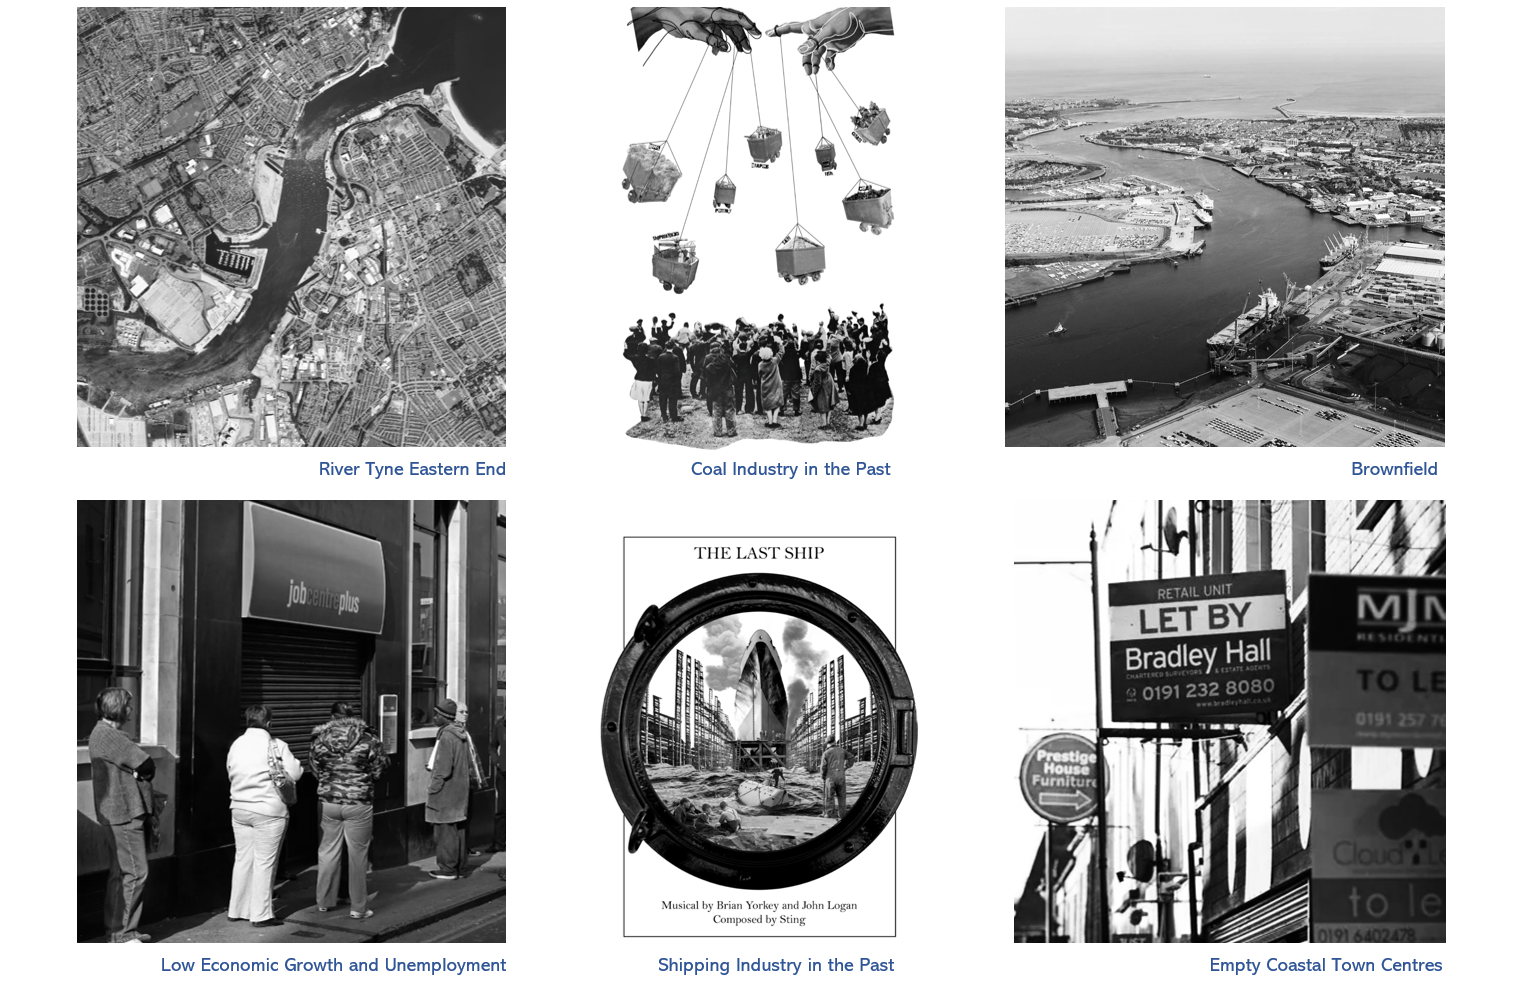 River Tyne Eastern End
Coal Industry in the Past
Brownfield
jobcentreplus
Low Economic Growth and Unemployment
THE LAST SHIP
Musical by Brian Yorkey and John Logan
Composed by Sting
Shipping Industry in the Past
RETAIL UNIT
LET BY
Bradley Hall
CHARTERED SURVEYORS & ESTATE AGENTS
0191 232 8080
www.bradleyhall.co.uk
Prestige
House
Furniture
MJM
RESIDENTI
TO LE
0191 257 76
Cloud Le
to le
0191 6402478
Empty Coastal Town Centres